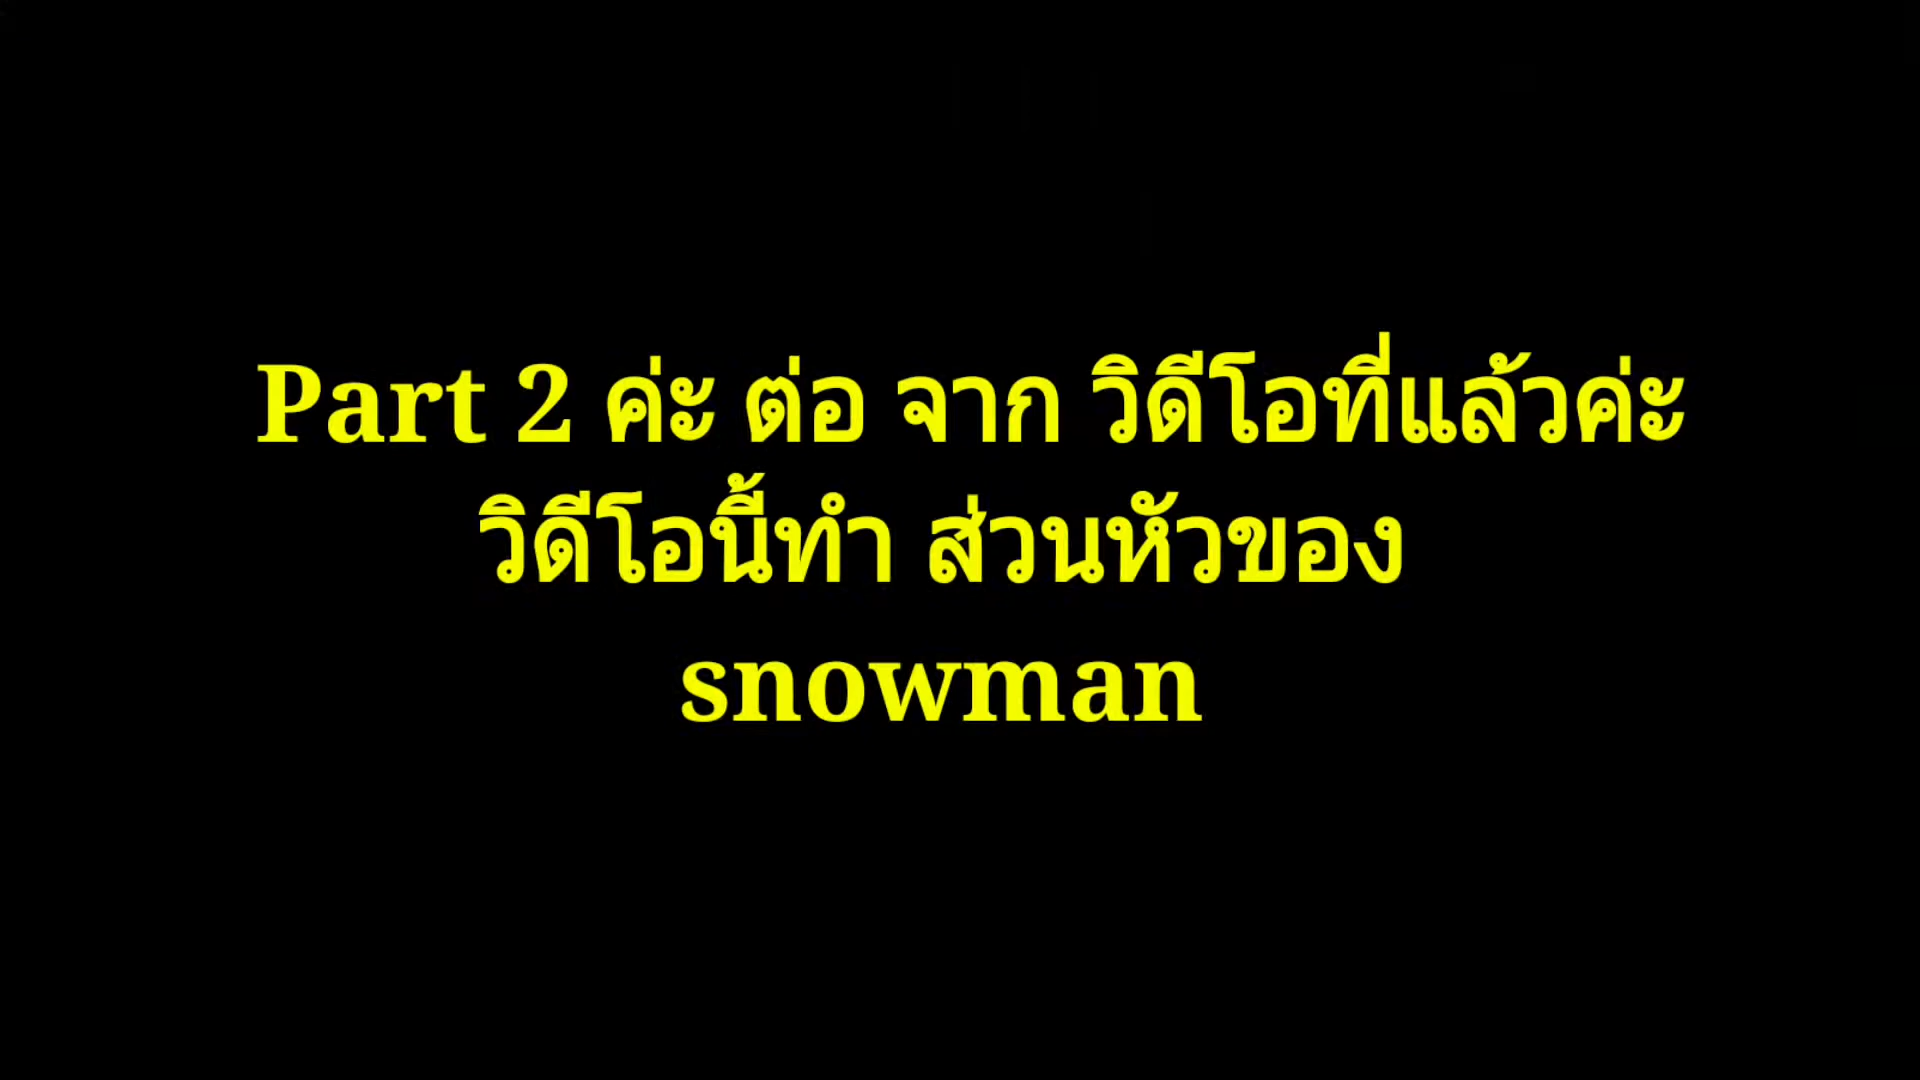 Part 2 ค่ะ ต่อ จาก วิดีโอที่แล้วค่ะ
วิดีโอนี้ทำ ส่วนหัวของ
snowman